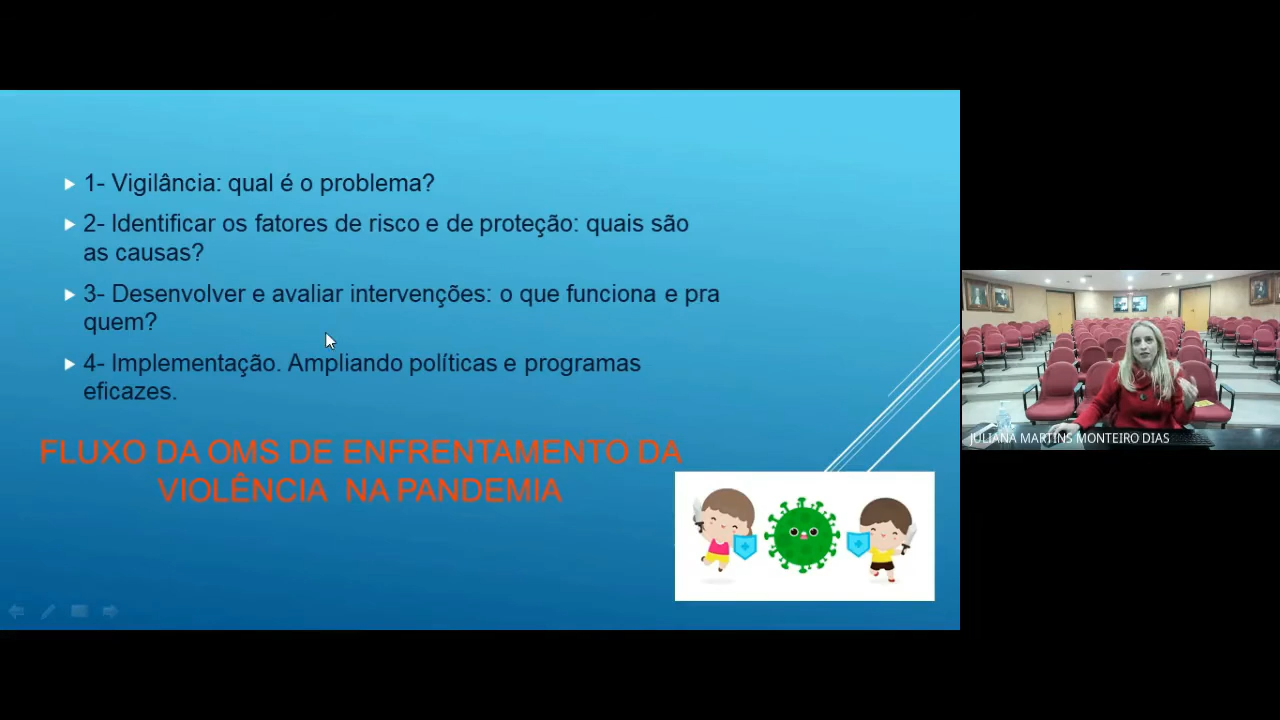 1- Vigilância: qual é o problema?
2- Identificar os fatores de risco e de proteção: quais são
as causas?
3- Desenvolver e avaliar intervenções: o que funciona e pra
quem?
4- Implementação. Ampliando políticas e programas
eficazes.
FLUXO DA OMS DE ENFRENTAMENTO DA
VIOLÊNCIA NA PANDEMIA
JULIANA MARTINS MONTEIRO DIAS